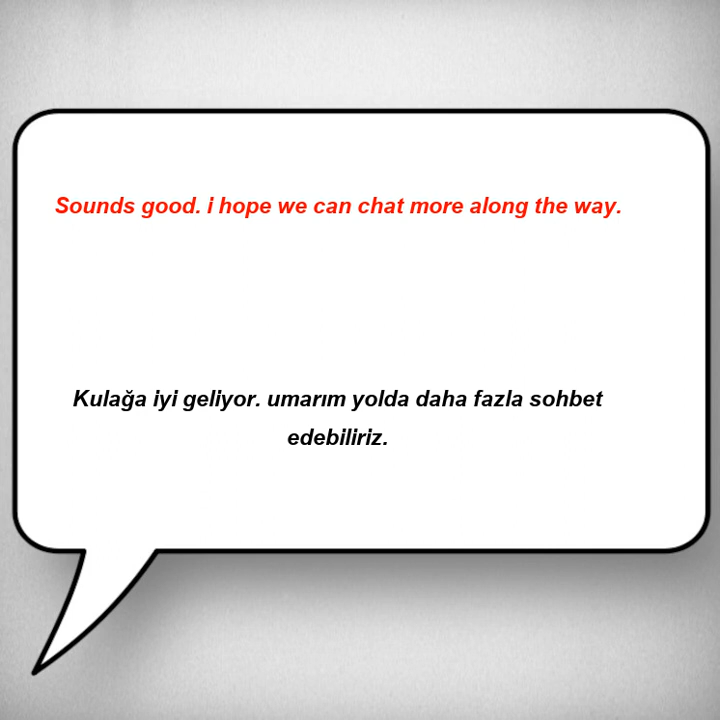 Sounds good. i hope we can chat more along the way.
Kulağa iyi geliyor. umarım yolda daha fazla sohbet
edebiliriz.